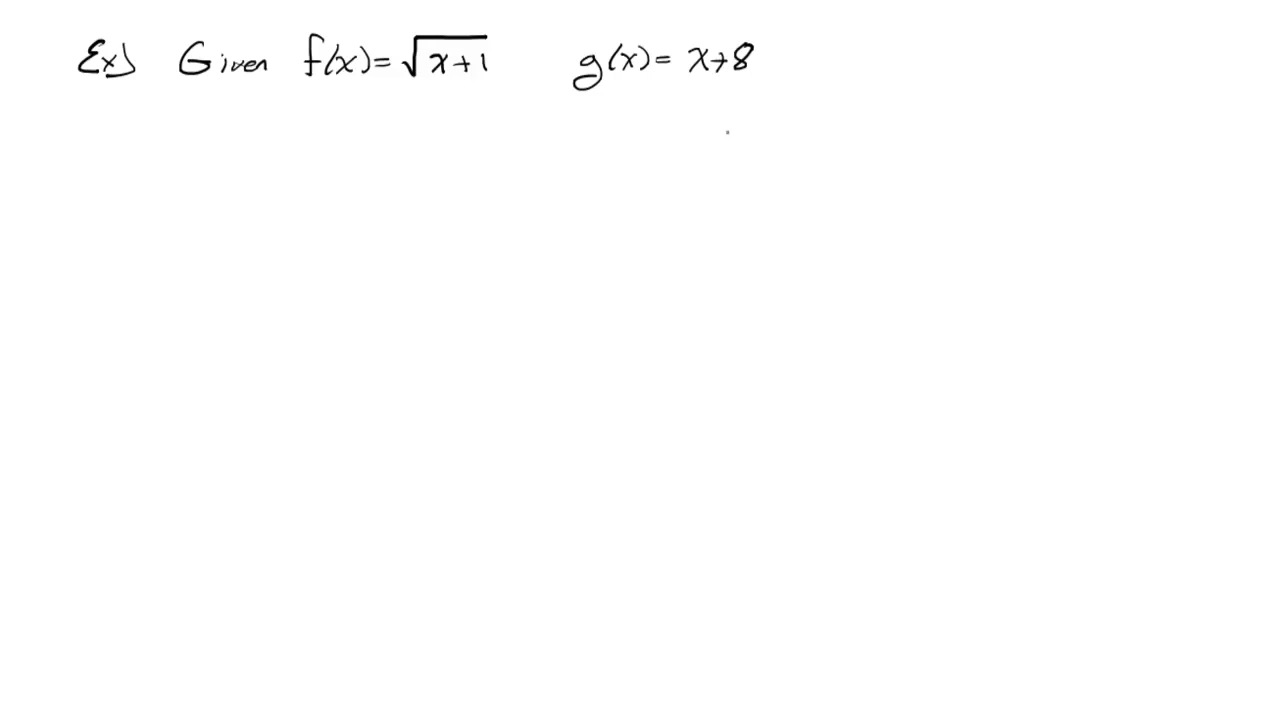 Ex) Given f(x)= √x+1 g(x)= x+8